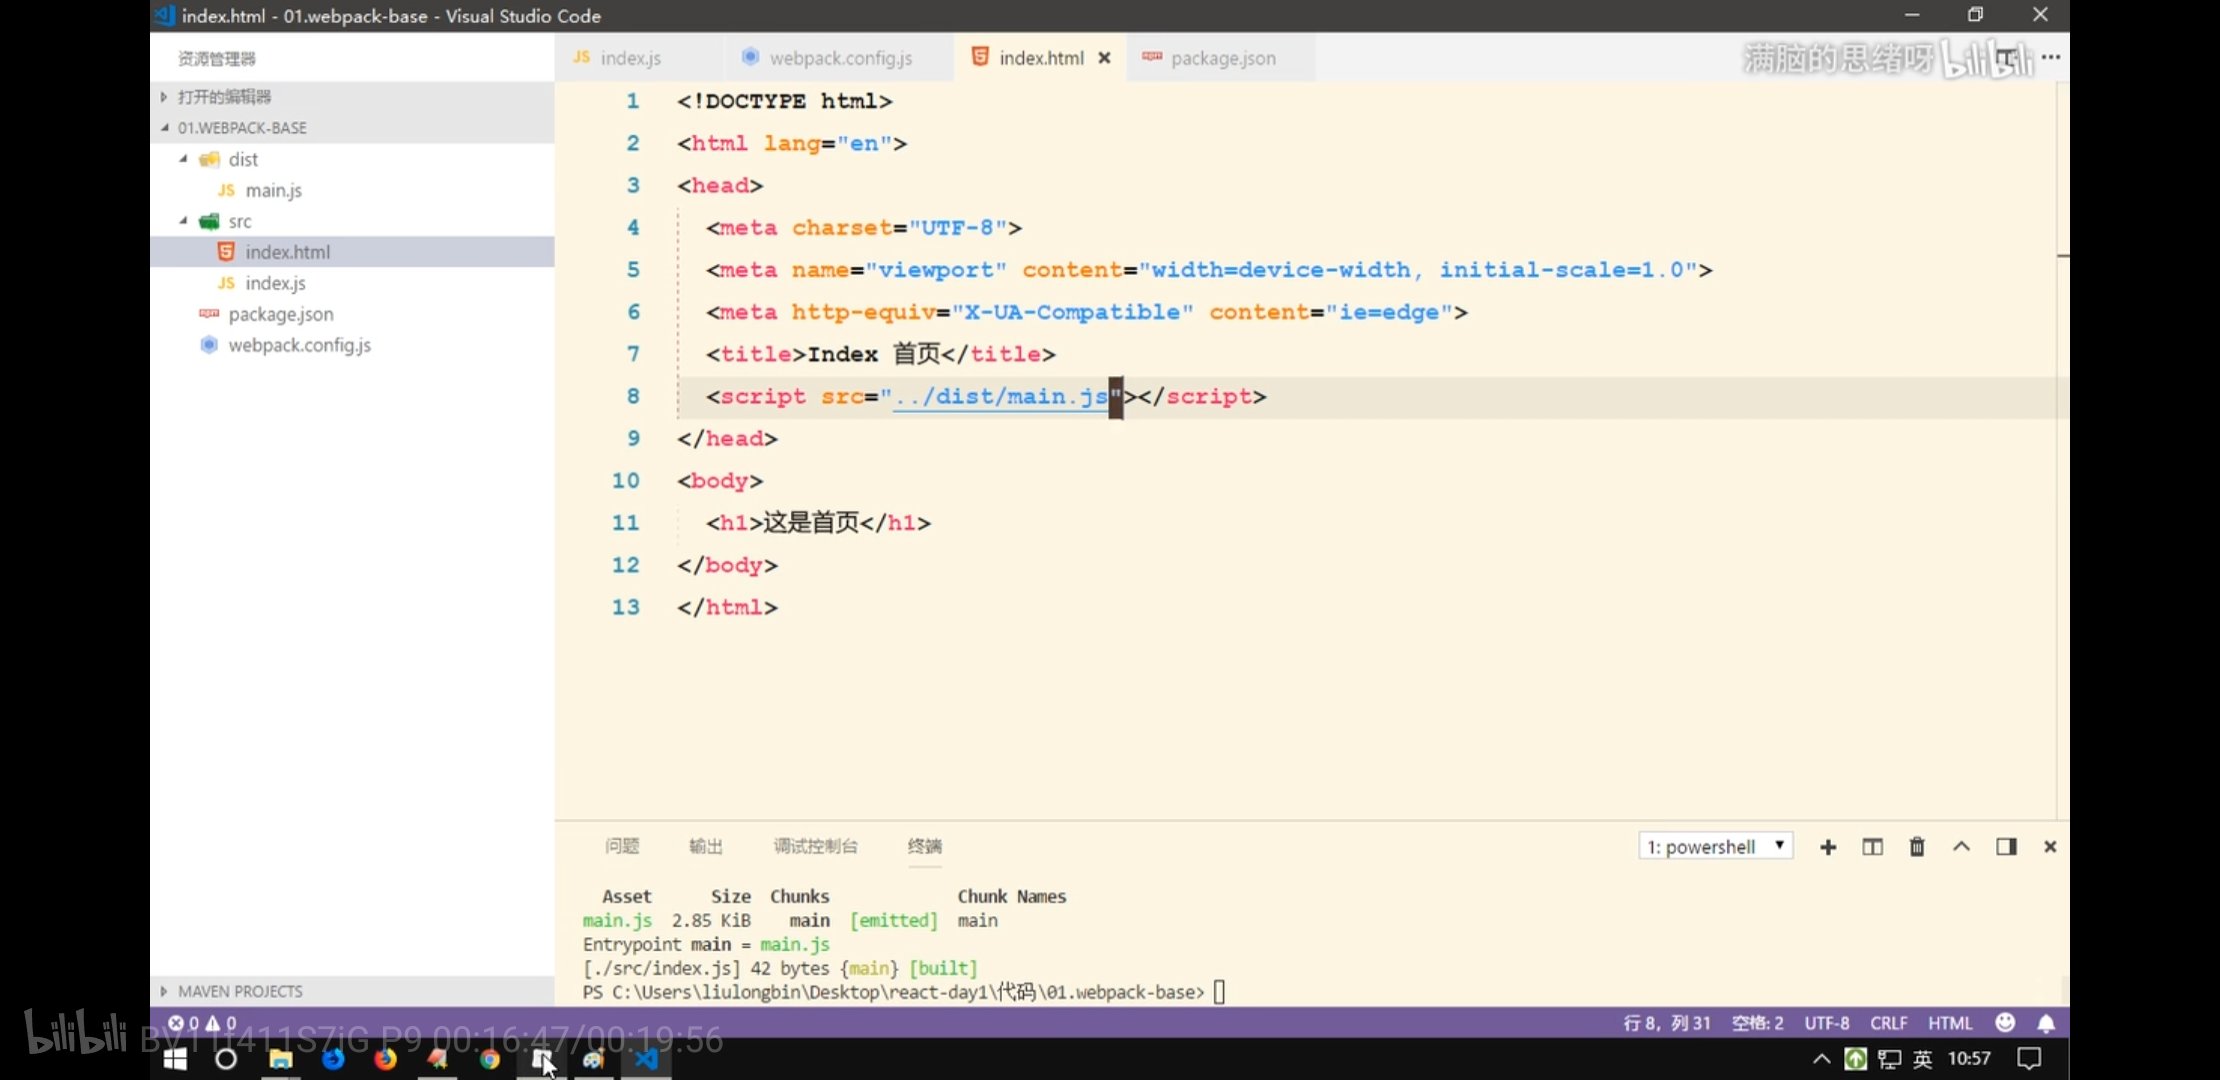 index.html - 01.webpack-base - Visual Studio Code
资源管理器
打开的编辑器
01.WEBPACK-BASE
dist
JS main.js
src
index.html
JS index.js
package.json
webpack.config.js
MAVEN PROJECTS
JS index.js
webpack.config.js
index.html
package.json
满脑的思绪呀 bilibili
1 <!DOCTYPE html>
2 <html lang="en">
3 <head>
4 <meta charset="UTF-8">
5 <meta name="viewport" content="width=device-width, initial-scale=1.0">
6 <meta http-equiv="X-UA-Compatible" content="ie=edge">
7 <title>Index 首页</title>
8 <script src="../dist/main.js"></script>
9 </head>
10 <body>
11 <h1>这是首页</h1>
12 </body>
13 </html>
问题 输出 调试控制台 终端
1: powershell
Asset Size Chunks Chunk Names
main.js 2.85 KiB main [emitted] main
Entrypoint main = main.js
[./src/index.js] 42 bytes {main} [built]
PS C:\Users\liulongbin\Desktop\react-day1\代码\01.webpack-base>
0 0
行 8，列 31 空格: 2 UTF-8 CRLF HTML
bilibili P9 00:16:47/00:19:56
英 10:57